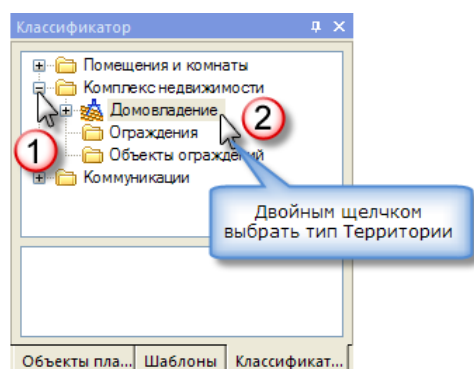 Классификатор
Помещения и комнаты
Комплекс недвижимости
Домовладение
2
Ограждения
1
Объекты ограждений
Коммуникации
Двойным щелчком
выбрать тип Территории
Объекты пла... Шаблоны Классификат...